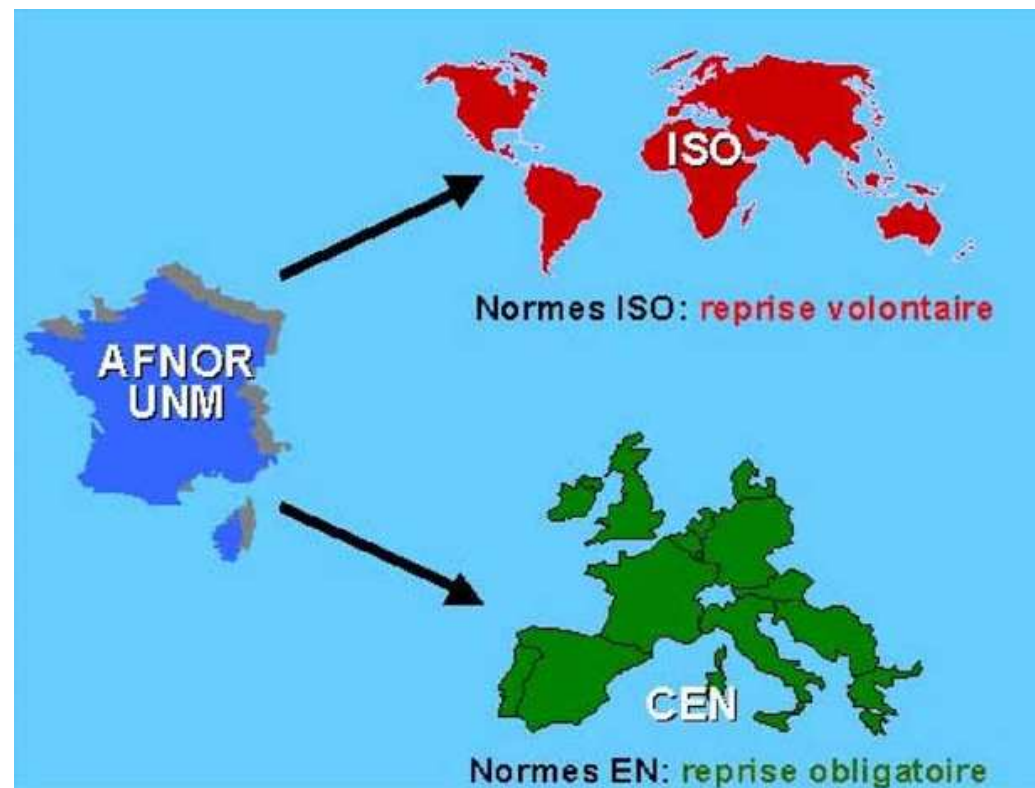 ISO
Normes ISO: reprise volontaire
AFNOR
UNM
CEN
Normes EN: reprise obligatoire